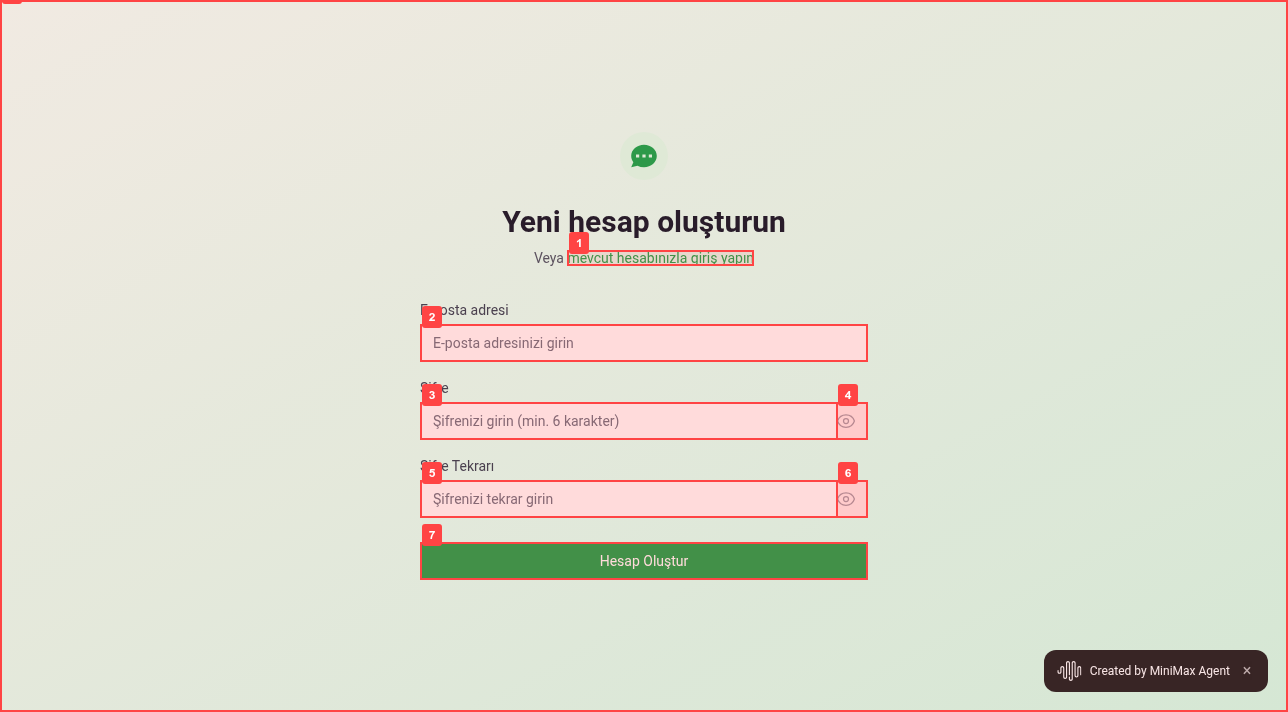 Yeni hesap oluşturun
1
Veya mevcut hesabınızla giriş yapın
E-posta adresi
2
E-posta adresinizi girin
Şifre
3
4
Şifrenizi girin (min. 6 karakter)
Şifre Tekrarı
5
6
Şifrenizi tekrar girin
7
Hesap Oluştur
Created by MiniMax Agent ×